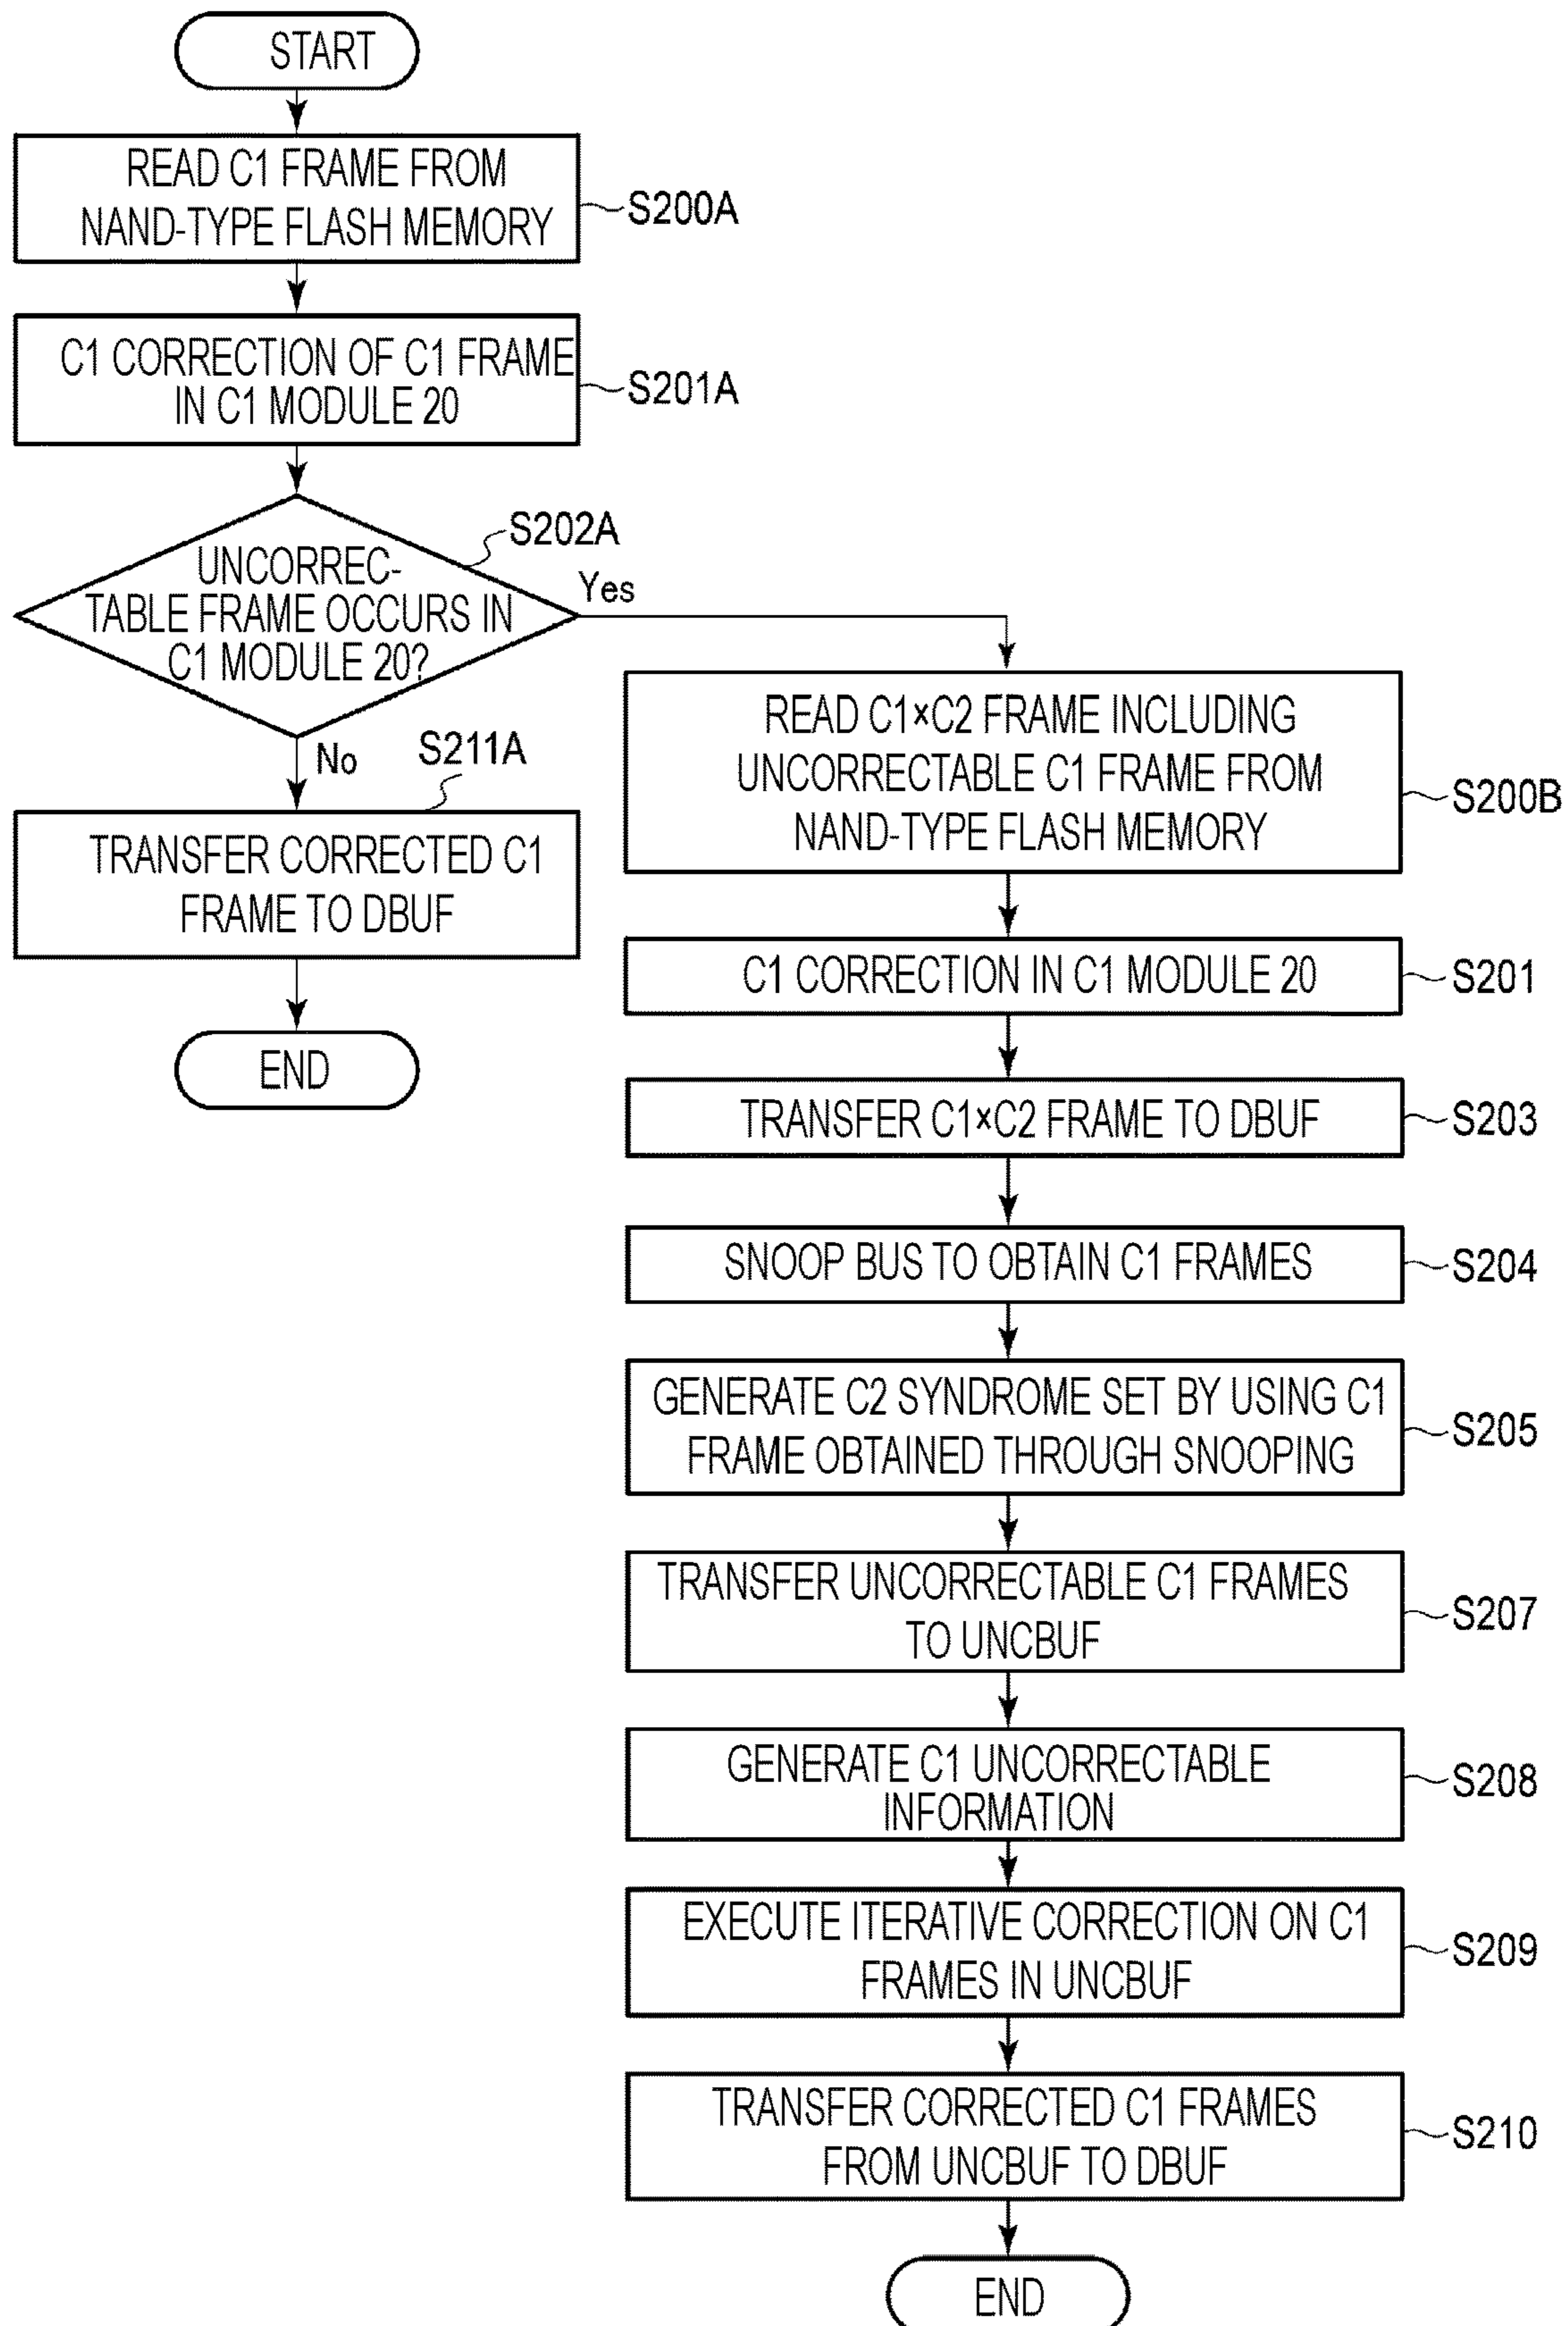 START
READ C1 FRAME FROM
NAND-TYPE FLASH MEMORY
S200A
C1 CORRECTION OF C1 FRAME
IN C1 MODULE 20
S201A
S202A
UNCORREC-
TABLE FRAME OCCURS IN
C1 MODULE 20?
Yes
No
S211A
TRANSFER CORRECTED C1
FRAME TO DBUF
END
READ C1×C2 FRAME INCLUDING
UNCORRECTABLE C1 FRAME FROM
NAND-TYPE FLASH MEMORY
S200B
C1 CORRECTION IN C1 MODULE 20
S201
TRANSFER C1×C2 FRAME TO DBUF
S203
SNOOP BUS TO OBTAIN C1 FRAMES
S204
GENERATE C2 SYNDROME SET BY USING C1
FRAME OBTAINED THROUGH SNOOPING
S205
TRANSFER UNCORRECTABLE C1 FRAMES
TO UNCBUF
S207
GENERATE C1 UNCORRECTABLE
INFORMATION
S208
EXECUTE ITERATIVE CORRECTION ON C1
FRAMES IN UNCBUF
S209
TRANSFER CORRECTED C1 FRAMES
FROM UNCBUF TO DBUF
S210
END